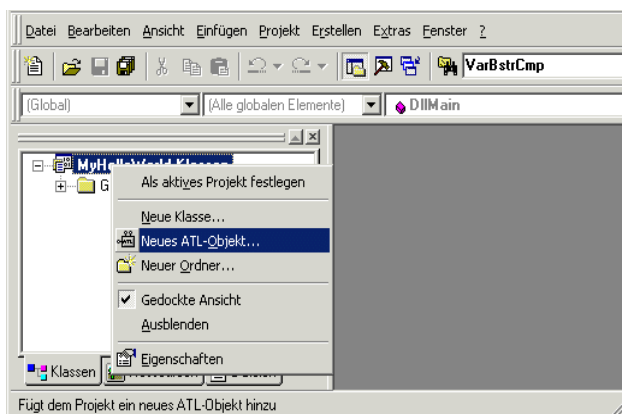 Datei Bearbeiten Ansicht Einfügen Projekt Erstellen Extras Fenster ?
VarBstrCmp
(Global) (Alle globalen Elemente) DllMain
MyHelloWorld Klassen
G
Als aktives Projekt festlegen
Neue Klasse...
Neues ATL-Objekt...
Neuer Ordner...
Gedockte Ansicht
Ausblenden
Eigenschaften
Klassen
Fügt dem Projekt ein neues ATL-Objekt hinzu